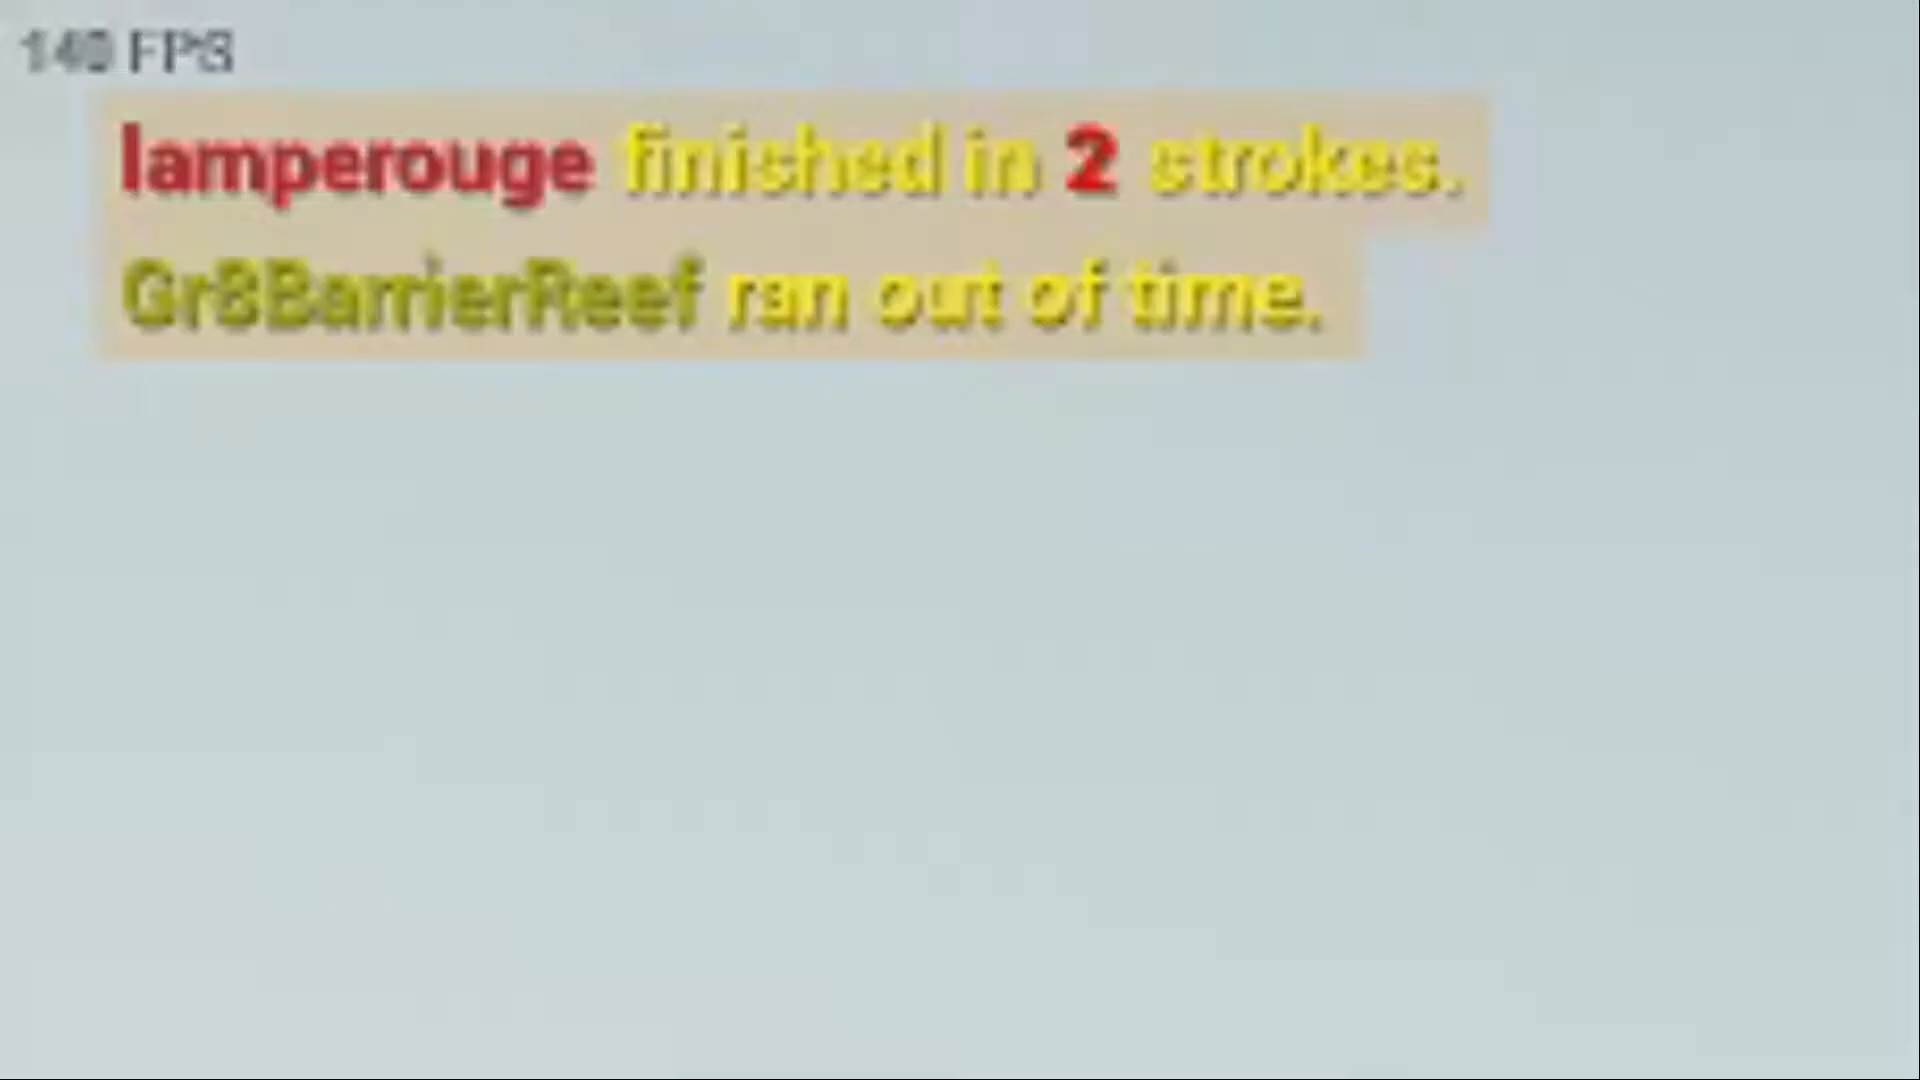 140 FPS
lamperouge finished in 2 strokes.
Gr8BarrierReef ran out of time.